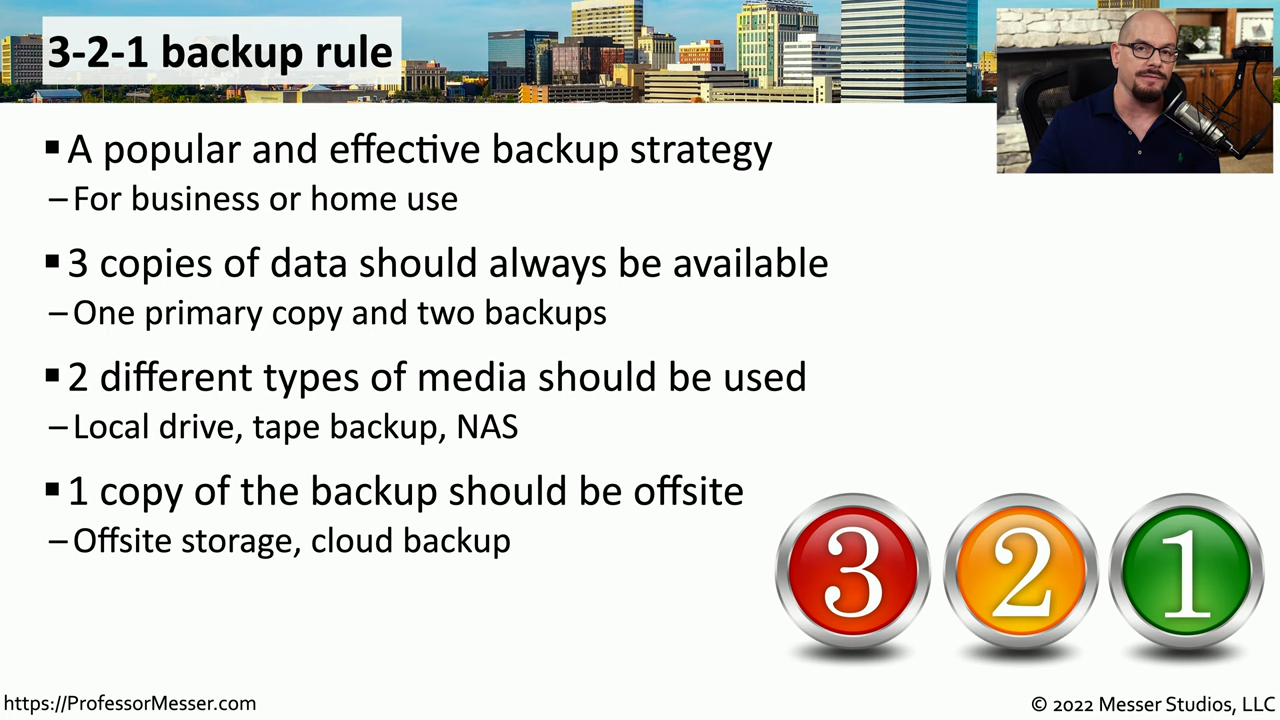 3-2-1 backup rule
▪ A popular and effective backup strategy
– For business or home use
▪ 3 copies of data should always be available
– One primary copy and two backups
▪ 2 different types of media should be used
– Local drive, tape backup, NAS
▪ 1 copy of the backup should be offsite
– Offsite storage, cloud backup
3 2 1
https://ProfessorMesser.com
© 2022 Messer Studios, LLC